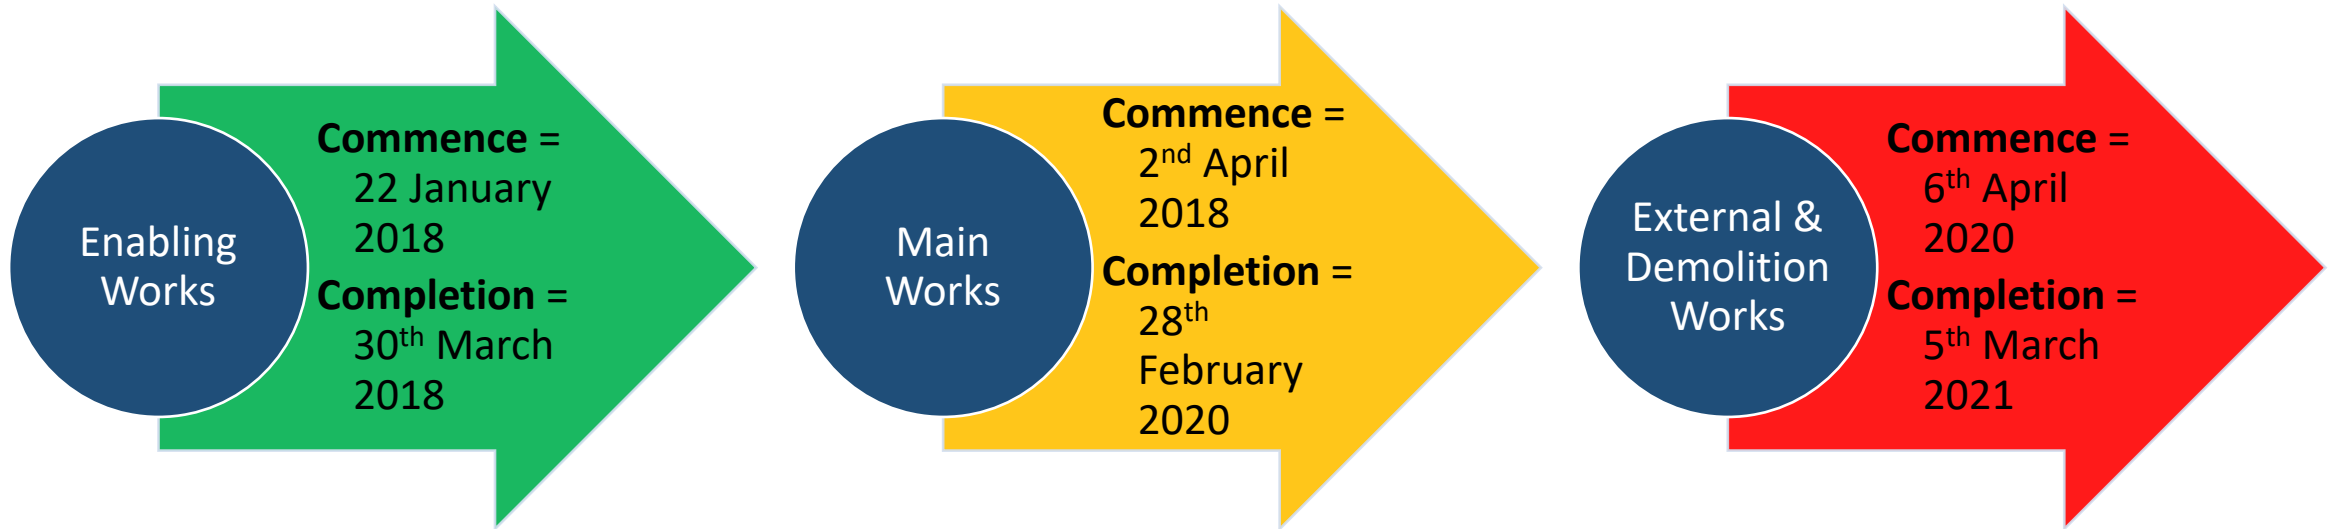 Enabling
Works
Commence =
22 January
2018
Completion =
30th March
2018
Main
Works
Commence =
2nd April
2018
Completion =
28th
February
2020
External &
Demolition
Works
Commence =
6th April
2020
Completion =
5th March
2021